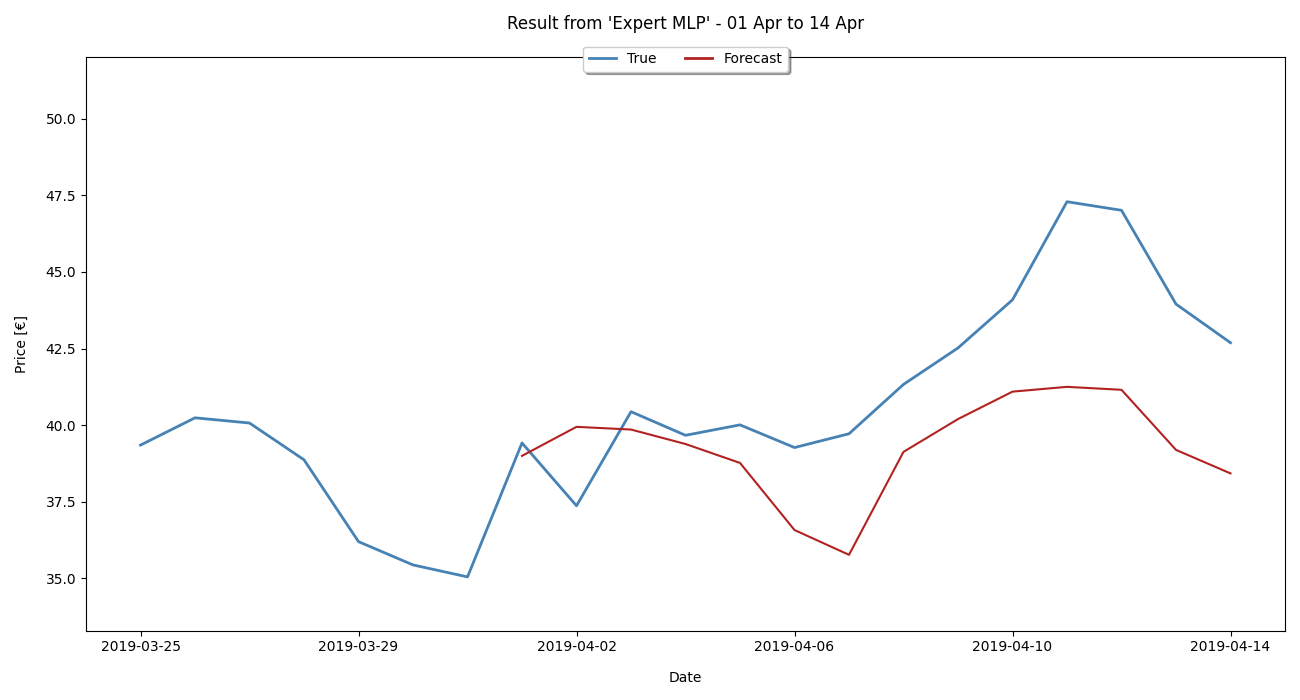 Result from 'Expert MLP' - 01 Apr to 14 Apr
True Forecast
50.0
47.5
45.0
42.5
40.0
37.5
35.0
Price [€]
2019-03-25 2019-03-29 2019-04-02 2019-04-06 2019-04-10 2019-04-14
Date